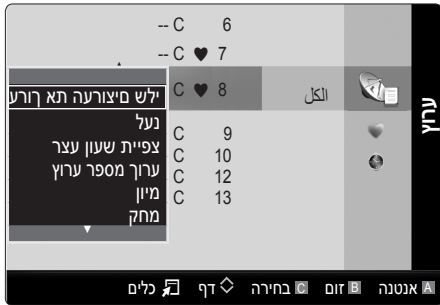 -- C 6
-- C ♥ 7
C ♥ 8
الكل
C 9
C 10
C 12
C 13
ילש םיצורעה תא ךורע
נעל
צפיית שעון עצר
ערוך מספר ערוץ
מיון
מחק
ערוץ
A אנטנה B זום C בחירה דף כלים